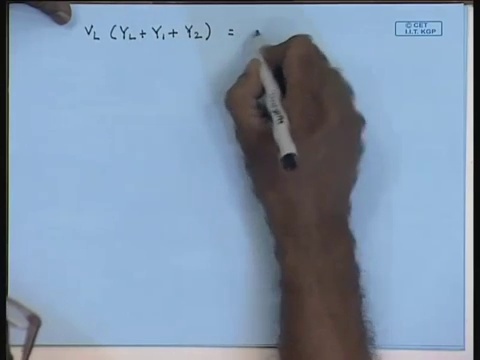 V_L (Y_L + Y_1 + Y_2) =
© CET
I.I.T. KGP